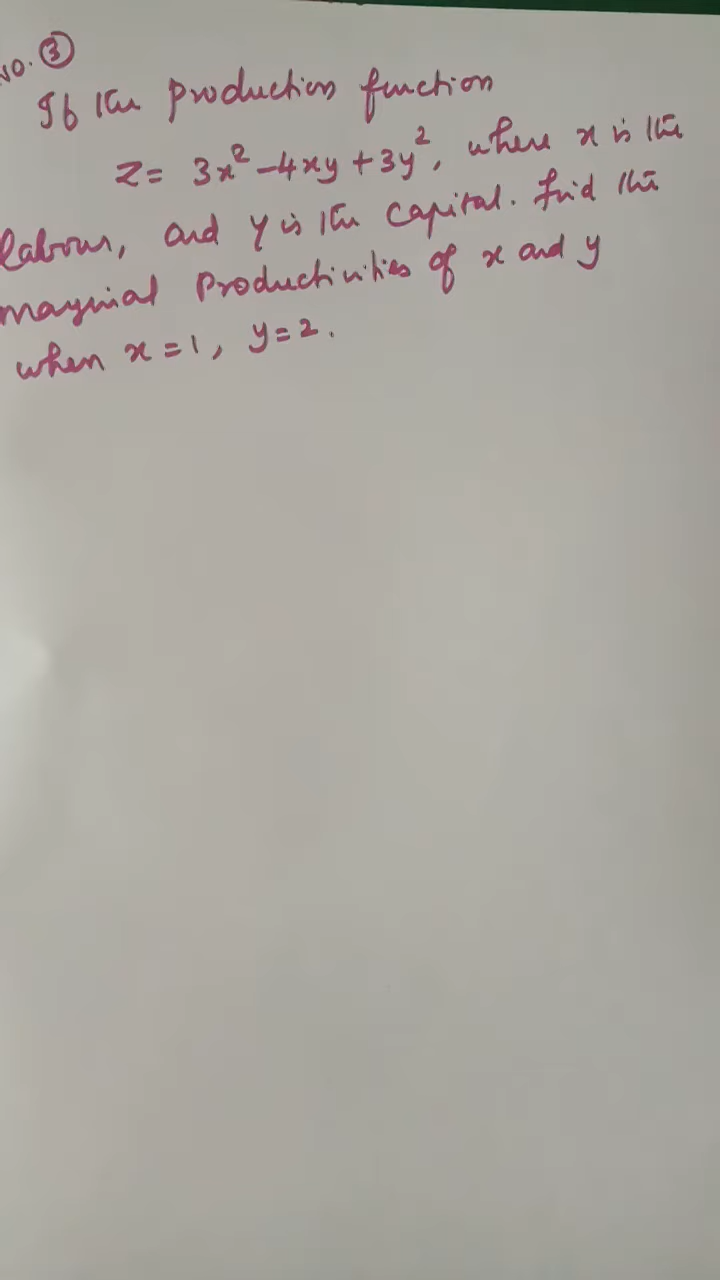 No. ③
If the production function
z = 3x² - 4xy + 3y², where x is the
labour, and y is the capital. find the
marginal productivities of x and y
when x = 1, y = 2.